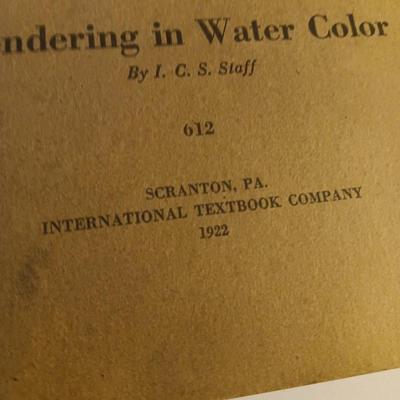 ndering in Water Color
By I. C. S. Staff
612
SCRANTON, PA.
INTERNATIONAL TEXTBOOK COMPANY
1922